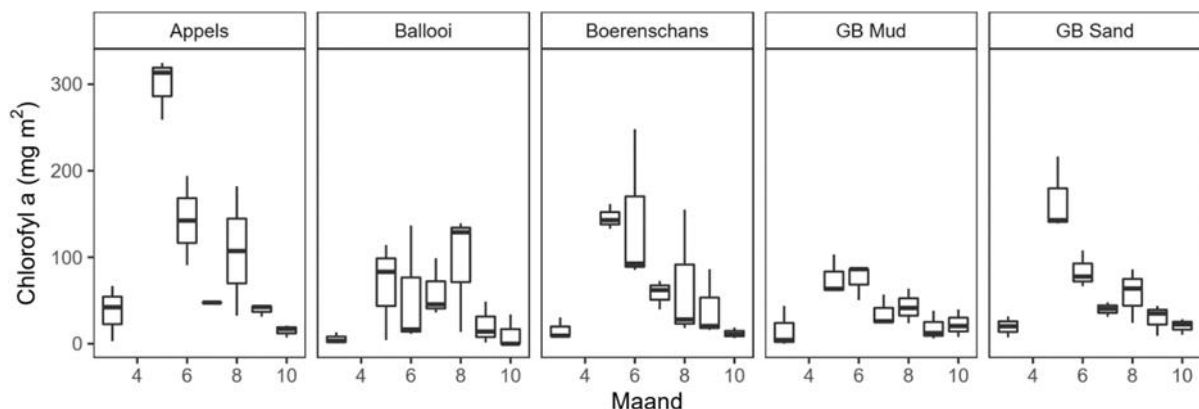 Appels Ballooi Boerenschans GB Mud GB Sand
Chlorofyl a (mg m²)
300
200
100
0
4 6 8 10 4 6 8 10 4 6 8 10 4 6 8 10 4 6 8 10
Maand